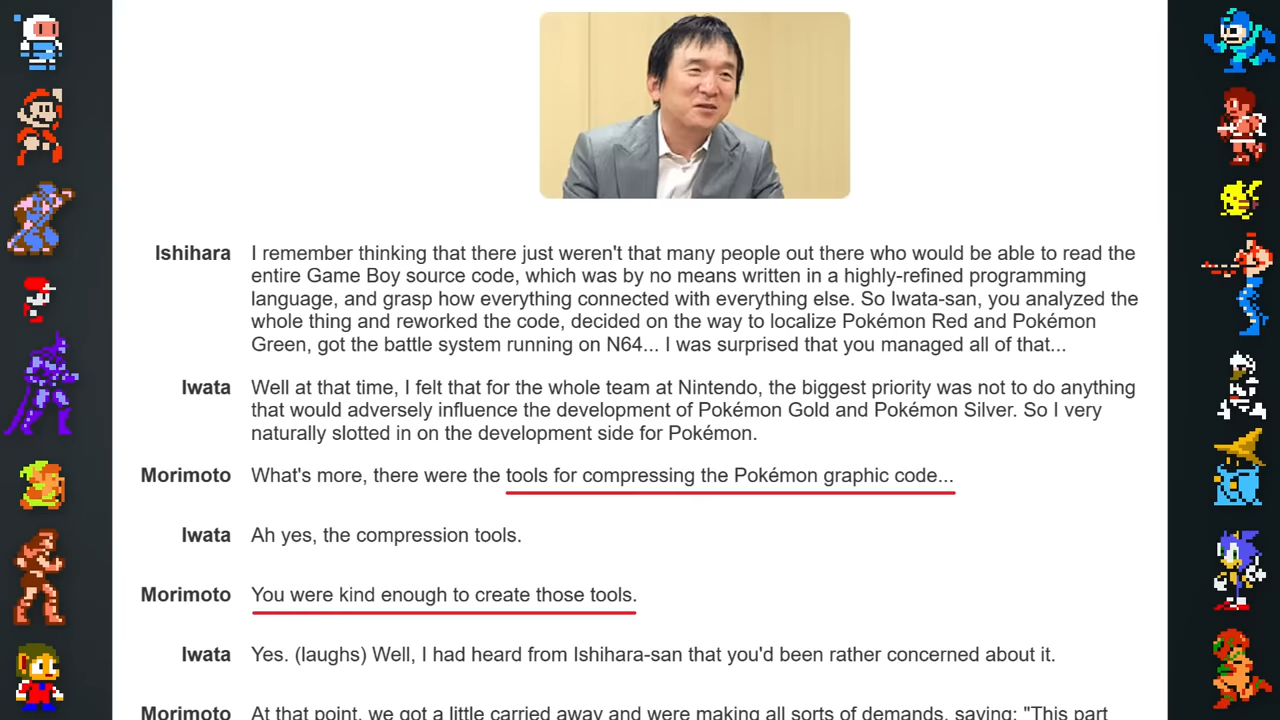 Ishihara I remember thinking that there just weren't that many people out there who would be able to read the
entire Game Boy source code, which was by no means written in a highly-refined programming
language, and grasp how everything connected with everything else. So Iwata-san, you analyzed the
whole thing and reworked the code, decided on the way to localize Pokémon Red and Pokémon
Green, got the battle system running on N64... I was surprised that you managed all of that...
Iwata Well at that time, I felt that for the whole team at Nintendo, the biggest priority was not to do anything
that would adversely influence the development of Pokémon Gold and Pokémon Silver. So I very
naturally slotted in on the development side for Pokémon.
Morimoto What's more, there were the tools for compressing the Pokémon graphic code...
Iwata Ah yes, the compression tools.
Morimoto You were kind enough to create those tools.
Iwata Yes. (laughs) Well, I had heard from Ishihara-san that you'd been rather concerned about it.
Morimoto At that point, we got a little carried away and were making all sorts of demands, saying: "This part